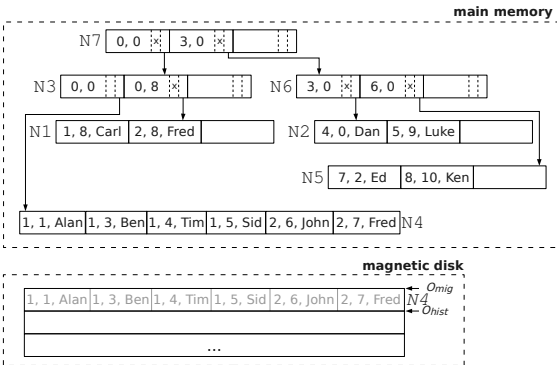 main memory
N7 0, 0 x 3, 0 x
N3 0, 0 0, 8 x N6 3, 0 x 6, 0 x
N1 1, 8, Carl 2, 8, Fred N2 4, 0, Dan 5, 9, Luke
N5 7, 2, Ed 8, 10, Ken
1, 1, Alan 1, 3, Ben 1, 4, Tim 1, 5, Sid 2, 6, John 2, 7, Fred N4
magnetic disk
Omig
1, 1, Alan 1, 3, Ben 1, 4, Tim 1, 5, Sid 2, 6, John 2, 7, Fred N4
Ohist
...